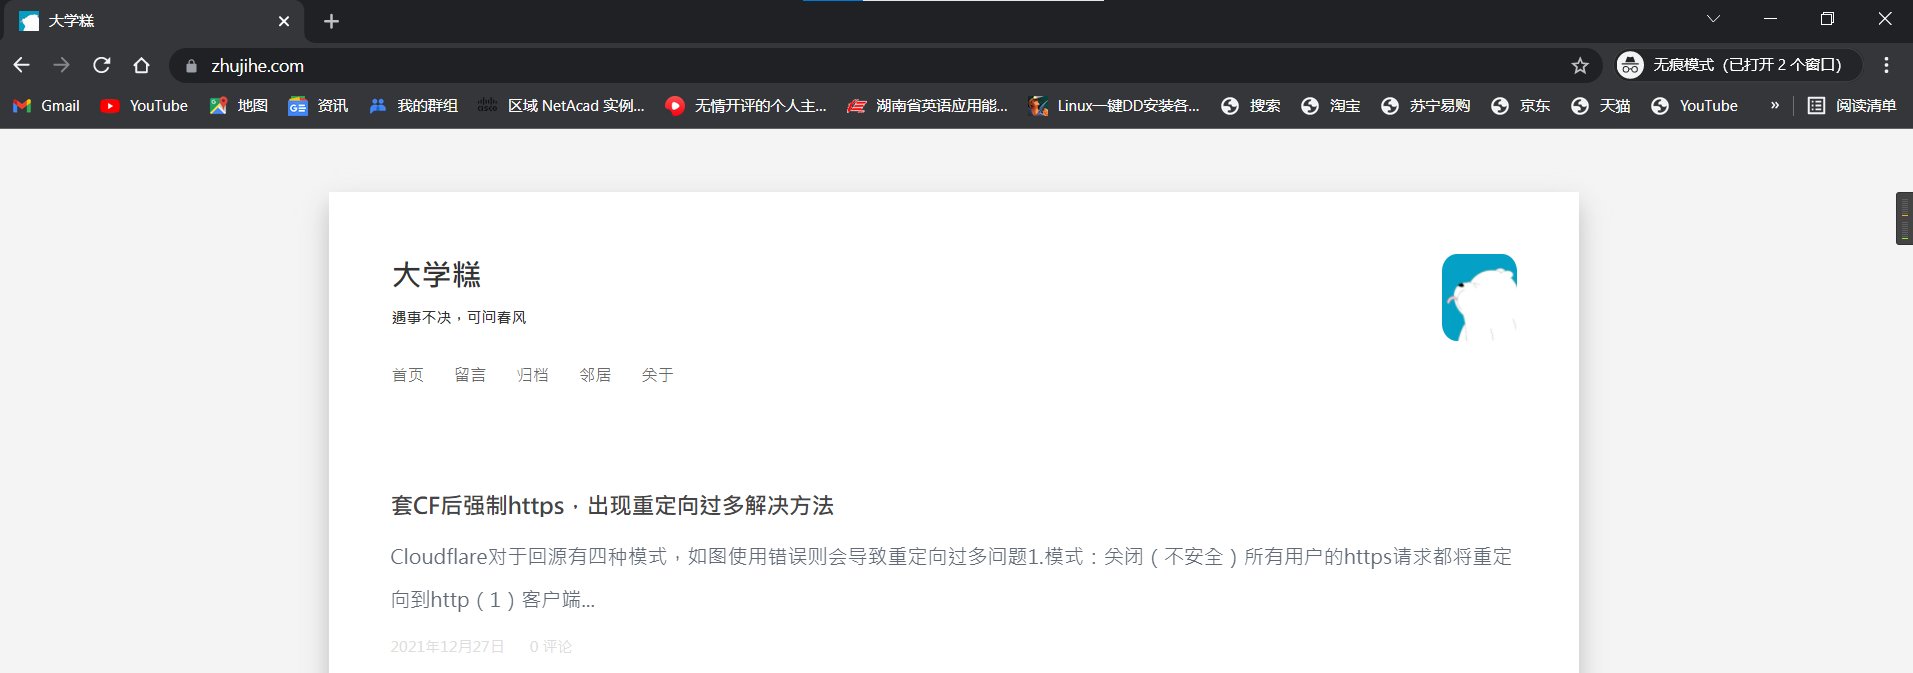 大学糕
zhujihe.com
无痕模式（已打开 2 个窗口）
Gmail YouTube 地图 资讯 我的群组 区域 NetAcad 实例... 无情开评的个人主... 湖南省英语应用能... Linux一键DD安装各... 搜索 淘宝 苏宁易购 京东 天猫 YouTube » 阅读清单
大学糕
遇事不决，可问春风
首页 留言 归档 邻居 关于
套CF后强制https，出现重定向过多解决方法
Cloudflare对于回源有四种模式，如图使用错误则会导致重定向过多问题1.模式：关闭（不安全）所有用户的https请求都将重定
向到http（1）客户端...
2021年12月27日 0 评论